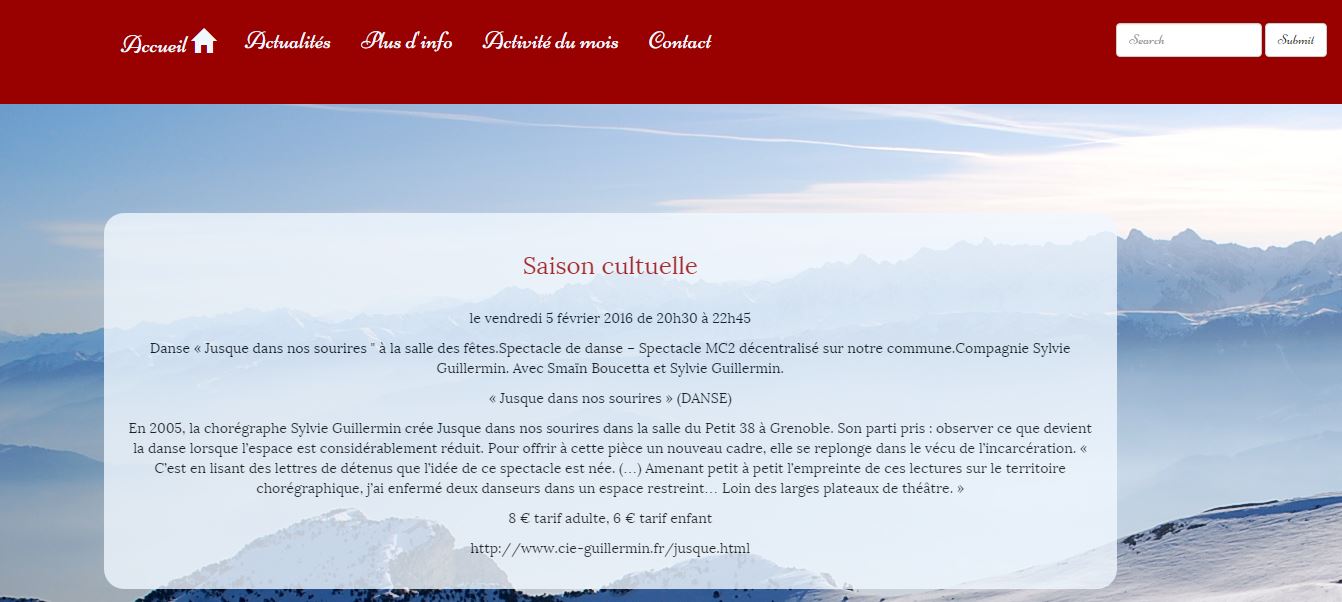 Accueil Actualités Plus d'info Activité du mois Contact Search Submit
Saison cultuelle
le vendredi 5 février 2016 de 20h30 à 22h45
Danse « Jusque dans nos sourires " à la salle des fêtes.Spectacle de danse – Spectacle MC2 décentralisé sur notre commune.Compagnie Sylvie
Guillermin. Avec Smaïn Boucetta et Sylvie Guillermin.
« Jusque dans nos sourires » (DANSE)
En 2005, la chorégraphe Sylvie Guillermin crée Jusque dans nos sourires dans la salle du Petit 38 à Grenoble. Son parti pris : observer ce que devient
la danse lorsque l'espace est considérablement réduit. Pour offrir à cette pièce un nouveau cadre, elle se replonge dans le vécu de l'incarcération. «
C'est en lisant des lettres de détenus que l'idée de ce spectacle est née. (…) Amenant petit à petit l'empreinte de ces lectures sur le territoire
chorégraphique, j'ai enfermé deux danseurs dans un espace restreint… Loin des larges plateaux de théâtre. »
8 € tarif adulte, 6 € tarif enfant
http://www.cie-guillermin.fr/jusque.html